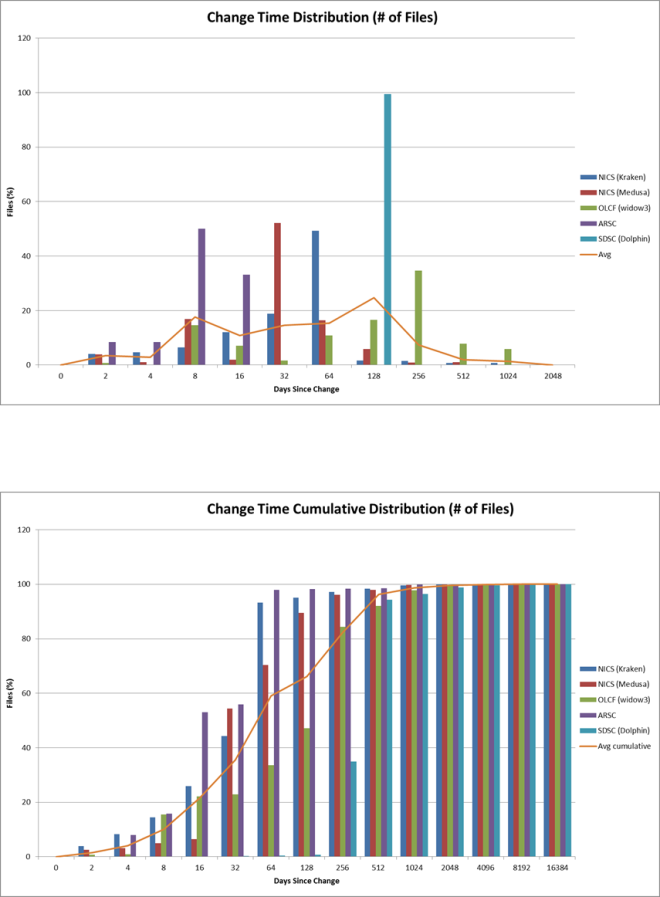 Change Time Distribution (# of Files)
120
100
80
60
40
20
0
Files (%)
0 2 4 8 16 32 64 128 256 512 1024 2048
Days Since Change
NICS (Kraken)
NICS (Medusa)
OLCF (widow3)
ARSC
SDSC (Dolphin)
Avg
Change Time Cumulative Distribution (# of Files)
120
100
80
60
40
20
0
Files (%)
0 2 4 8 16 32 64 128 256 512 1024 2048 4096 8192 16384
Days Since Change
NICS (Kraken)
NICS (Medusa)
OLCF (widow3)
ARSC
SDSC (Dolphin)
Avg cumulative